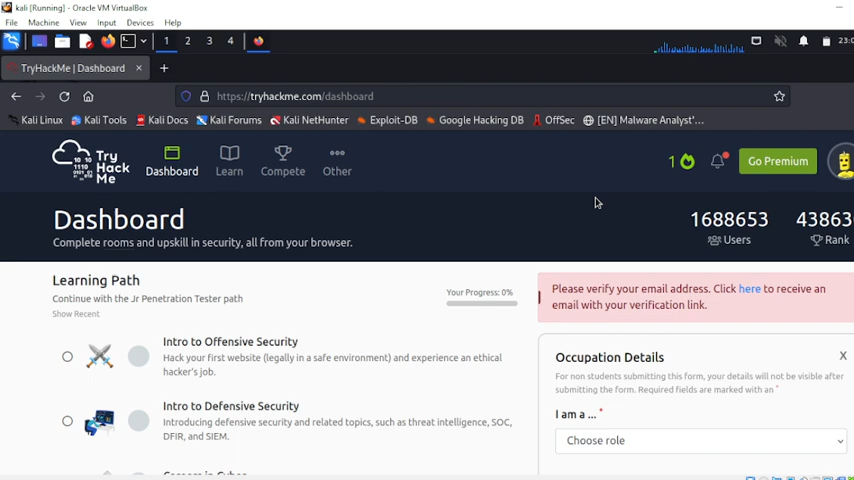 kali [Running] - Oracle VM VirtualBox
File Machine View Input Devices Help
1 2 3 4
TryHackMe | Dashboard
https://tryhackme.com/dashboard
Kali Linux Kali Tools Kali Docs Kali Forums Kali NetHunter Exploit-DB Google Hacking DB OffSec [EN] Malware Analyst'...
Try Hack Me
Dashboard Learn Compete Other
1
Go Premium
Dashboard
Complete rooms and upskill in security, all from your browser.
1688653
Users
43863
Rank
Learning Path
Continue with the Jr Penetration Tester path
Show Recent
Your Progress: 0%
Intro to Offensive Security
Hack your first website (legally in a safe environment) and experience an ethical
hacker's job.
Intro to Defensive Security
Introducing defensive security and related topics, such as threat intelligence, SOC,
DFIR, and SIEM.
Please verify your email address. Click here to receive an
email with your verification link.
Occupation Details
X
For non students submitting this form, your details will not be visible after
submitting the form. Required fields are marked with an *
I am a ... *
Choose role